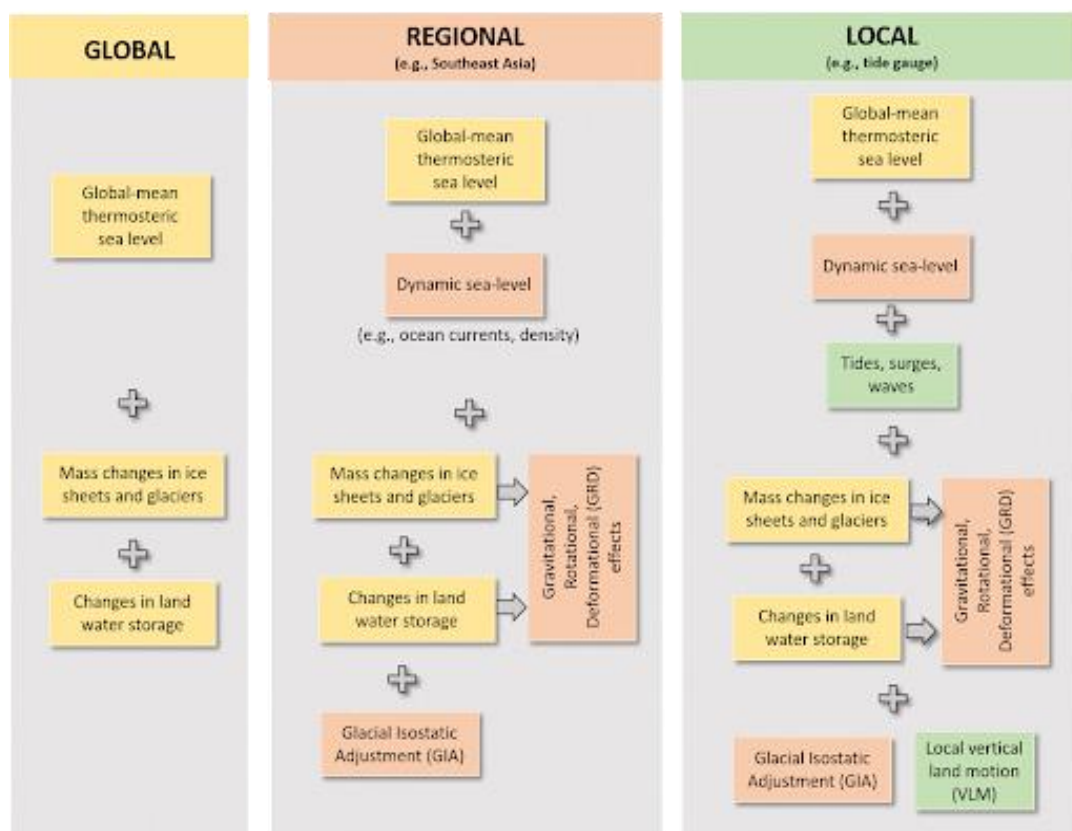 GLOBAL
Global-mean
thermosteric
sea level
Mass changes in ice
sheets and glaciers
Changes in land
water storage
REGIONAL
(e.g., Southeast Asia)
Global-mean
thermosteric
sea level
Dynamic sea-level
(e.g., ocean currents, density)
Mass changes in ice
sheets and glaciers
Changes in land
water storage
Gravitational,
Rotational,
Deformational (GRD)
effects
Glacial Isostatic
Adjustment (GIA)
LOCAL
(e.g., tide gauge)
Global-mean
thermosteric
sea level
Dynamic sea-level
Tides, surges,
waves
Mass changes in ice
sheets and glaciers
Changes in land
water storage
Gravitational,
Rotational,
Deformational (GRD)
effects
Glacial Isostatic
Adjustment (GIA)
Local vertical
land motion
(VLM)